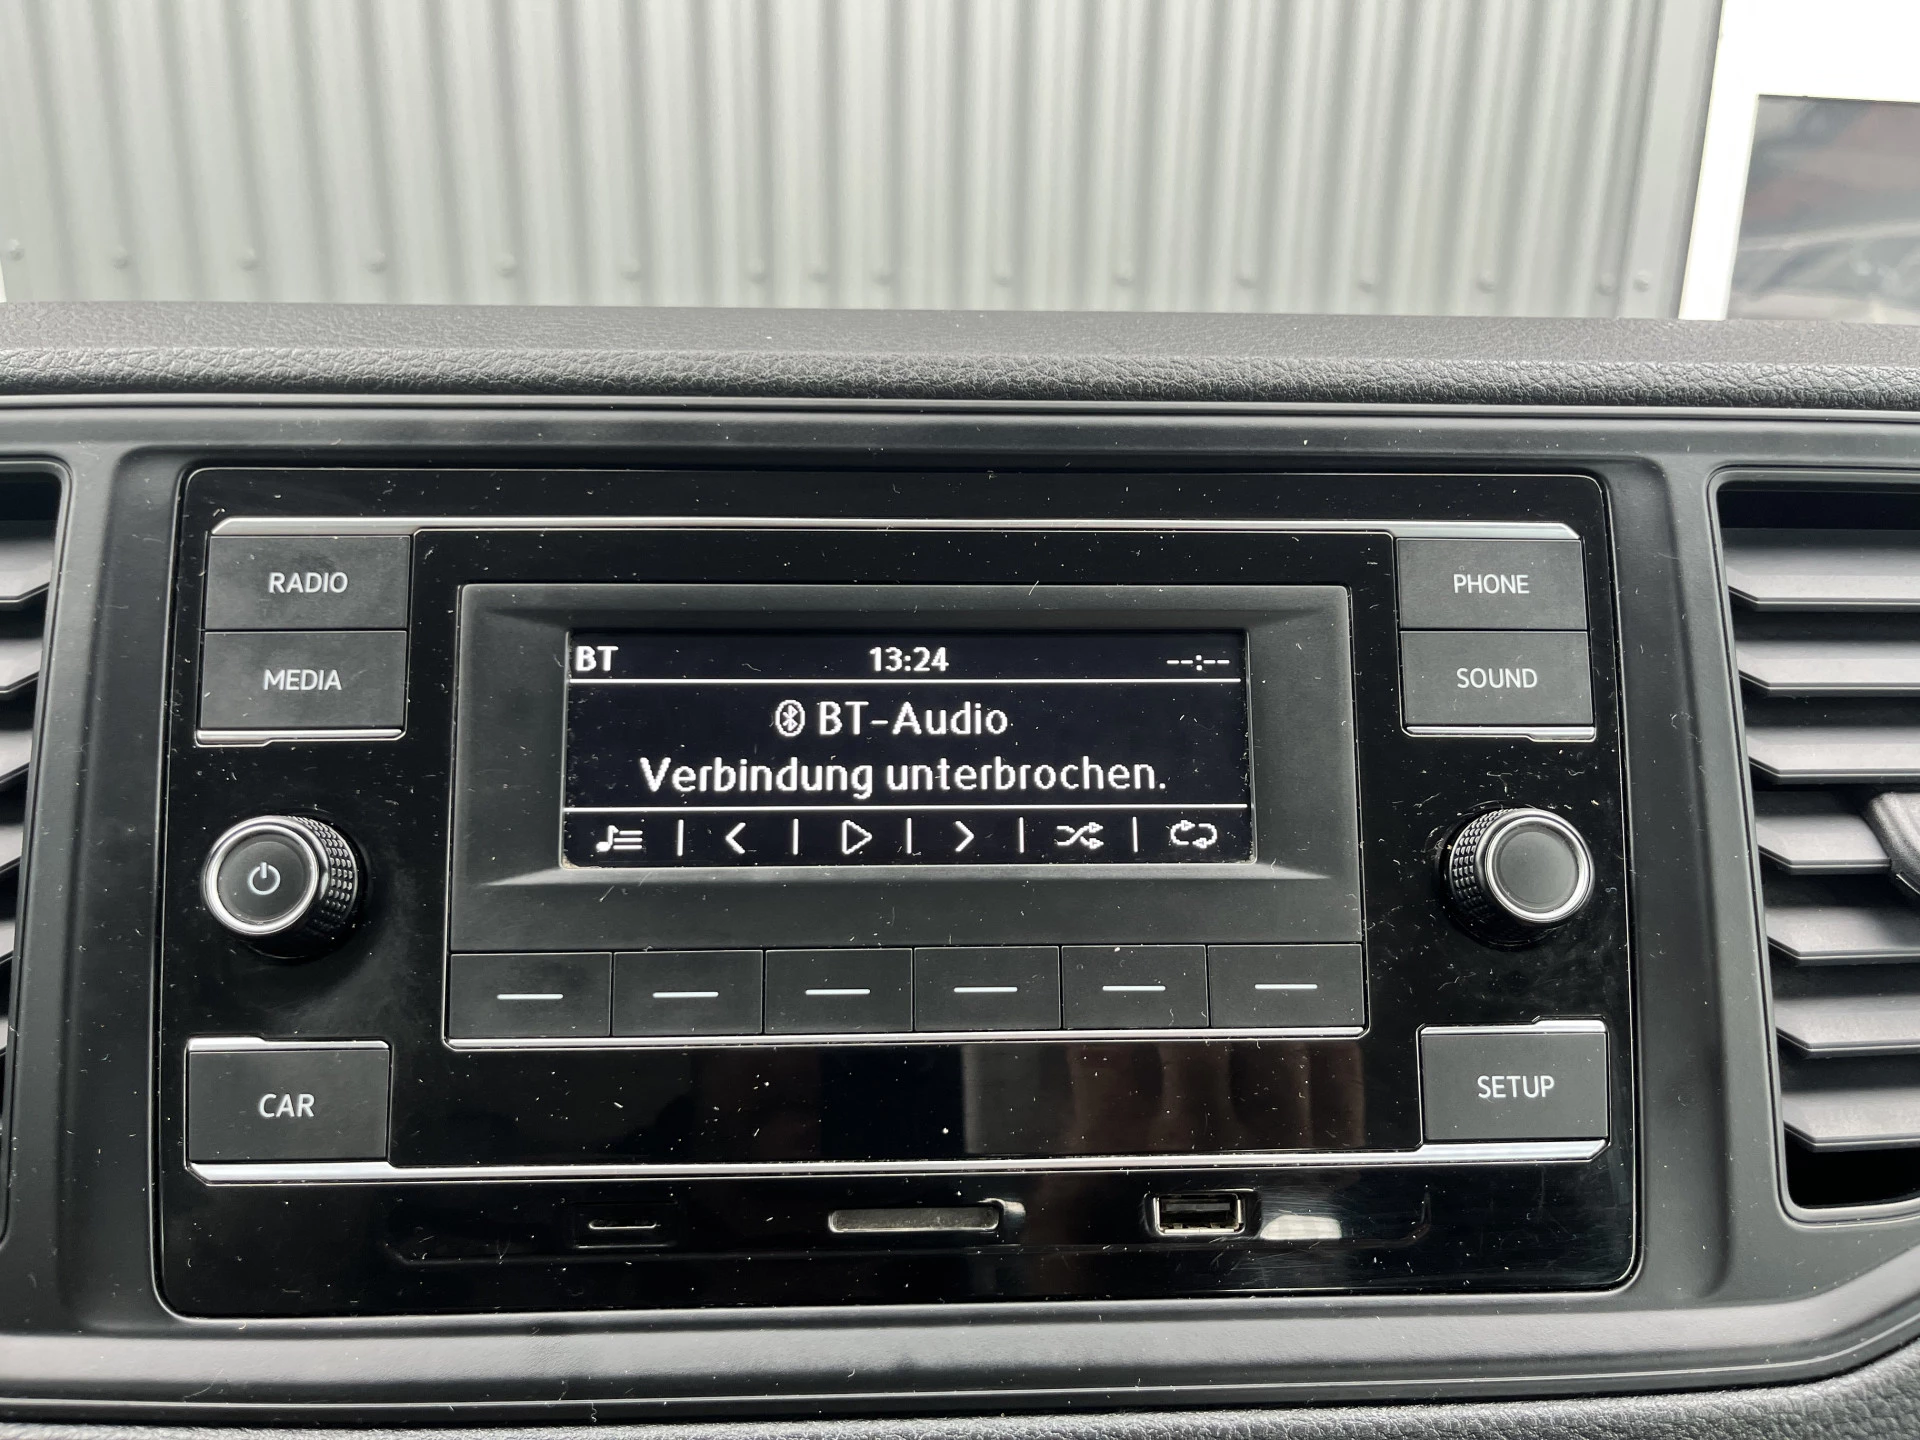 RADIO
MEDIA
BT 13:24 --:--
BT-Audio
Verbindung unterbrochen.
PHONE
SOUND
CAR
SETUP